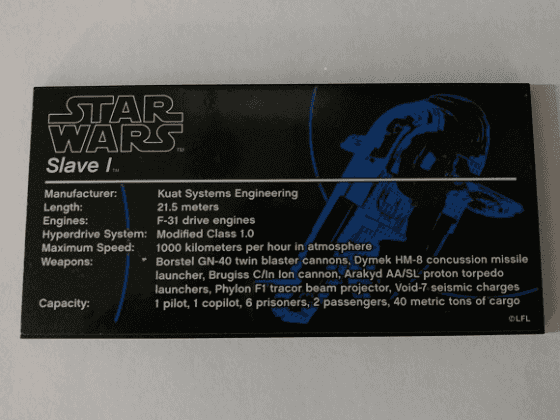 STAR
WARS™
Slave I™
Manufacturer: Kuat Systems Engineering
Length: 21.5 meters
Engines: F-31 drive engines
Hyperdrive System: Modified Class 1.0
Maximum Speed: 1000 kilometers per hour in atmosphere
Weapons: Borstel GN-40 twin blaster cannons, Dymek HM-8 concussion missile
launcher, Brugiss C/ln Ion cannon, Arakyd AA/SL proton torpedo
launchers, Phylon F1 tracor beam projector, Void-7 seismic charges
Capacity: 1 pilot, 1 copilot, 6 prisoners, 2 passengers, 40 metric tons of cargo
©LFL